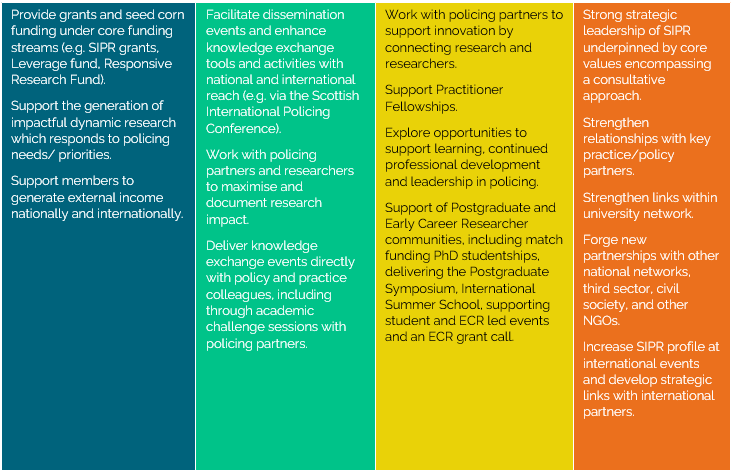 Provide grants and seed corn
funding under core funding
streams (e.g. SIPR grants,
Leverage fund, Responsive
Research Fund).
Support the generation of
impactful dynamic research
which responds to policing
needs/ priorities.
Support members to
generate external income
nationally and internationally.
Facilitate dissemination
events and enhance
knowledge exchange
tools and activities with
national and international
reach (e.g. via the Scottish
International Policing
Conference).
Work with policing
partners and researchers
to maximise and
document research
impact.
Deliver knowledge
exchange events directly
with policy and practice
colleagues, including
through academic
challenge sessions with
policing partners.
Work with policing partners to
support innovation by
connecting research and
researchers.
Support Practitioner
Fellowships.
Explore opportunities to
support learning, continued
professional development
and leadership in policing.
Support of Postgraduate and
Early Career Researcher
communities, including match
funding PhD studentships,
delivering the Postgraduate
Symposium, International
Summer School, supporting
student and ECR led events
and an ECR grant call.
Strong strategic
leadership of SIPR
underpinned by core
values encompassing
a consultative
approach.
Strengthen
relationships with key
practice/policy
partners.
Strengthen links within
university network.
Forge new
partnerships with other
national networks,
third sector, civil
society, and other
NGOs.
Increase SIPR profile at
international events
and develop strategic
links with international
partners.